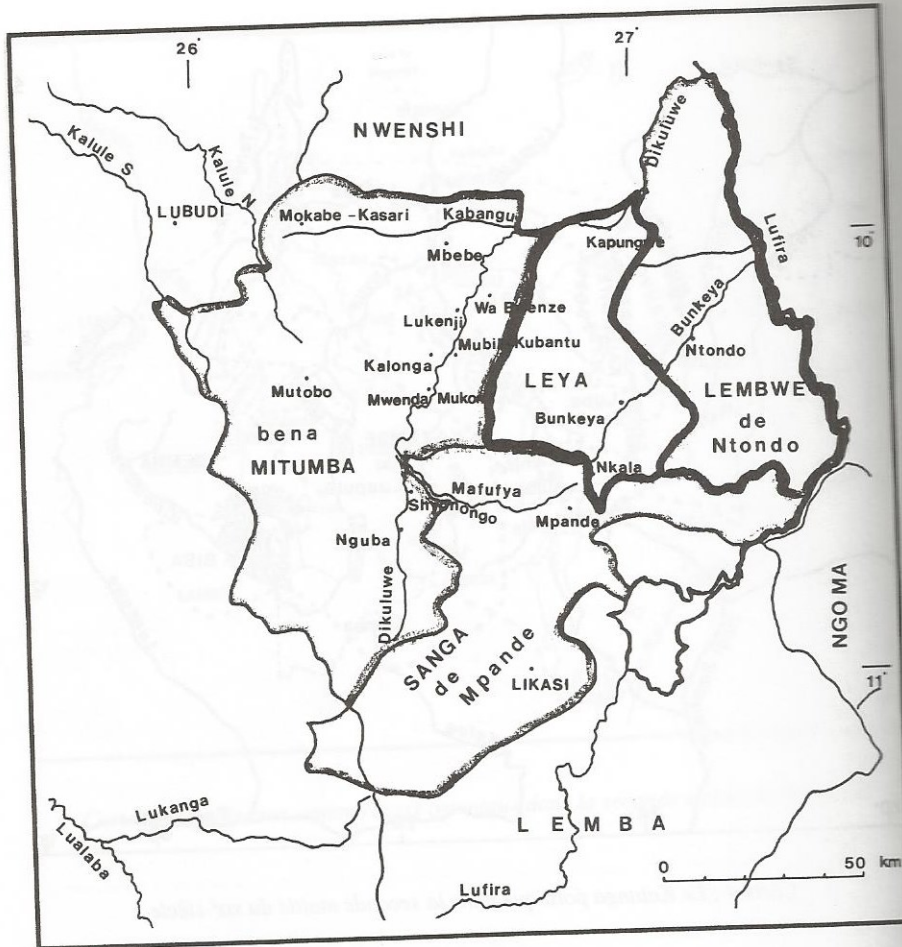 26°
27°
NWENSHI
Dikuluwe
Kalule S
Kalule N
LUBUDI
Mokabe-Kasari
Kabangu
Lufira
10°
Kapungwe
Mbebe
Bunkeya
Lukenji
Kubantu
Ntondo
Kalonga
LEYA
LEMBWE
de
Ntondo
Mutobo
Mwenda
Bunkeya
bena
MITUMBA
Nkala
Mafufya
Mpande
Nguba
Dikuluwe
NGOMA
SANGA
de
Mpande
LIKASI
11°
Lukanga
Lualaba
LEMBA
0 50 km
Lufira